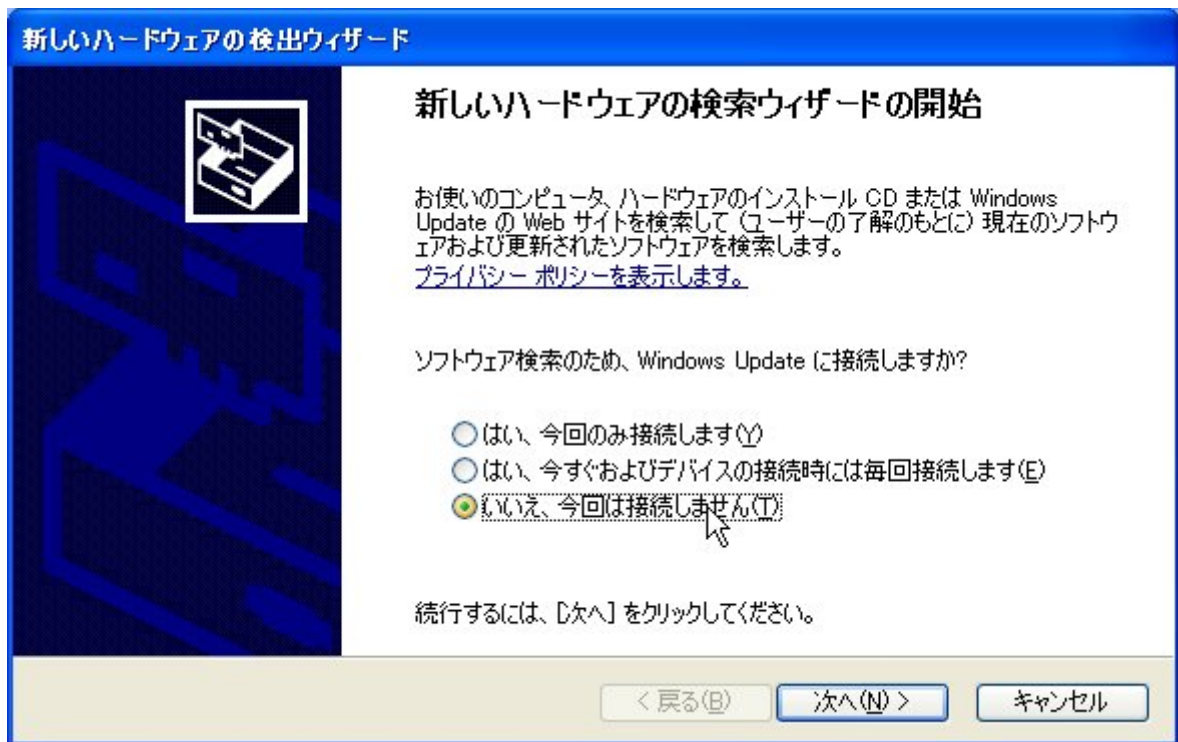 新しいハードウェアの検出ウィザード
新しいハードウェアの検索ウィザードの開始
お使いのコンピュータ、ハードウェアのインストール CD または Windows
Update の Web サイトを検索して (ユーザーの了解のもとに) 現在のソフトウ
ェアおよび更新されたソフトウェアを検索します。
プライバシー ポリシーを表示します。
ソフトウェア検索のため、Windows Update に接続しますか?
はい、今回のみ接続します(Y)
はい、今すぐおよびデバイスの接続時には毎回接続します(E)
いいえ、今回は接続しません(T)
続行するには、[次へ] をクリックしてください。
< 戻る(B)
次へ(N) >
キャンセル